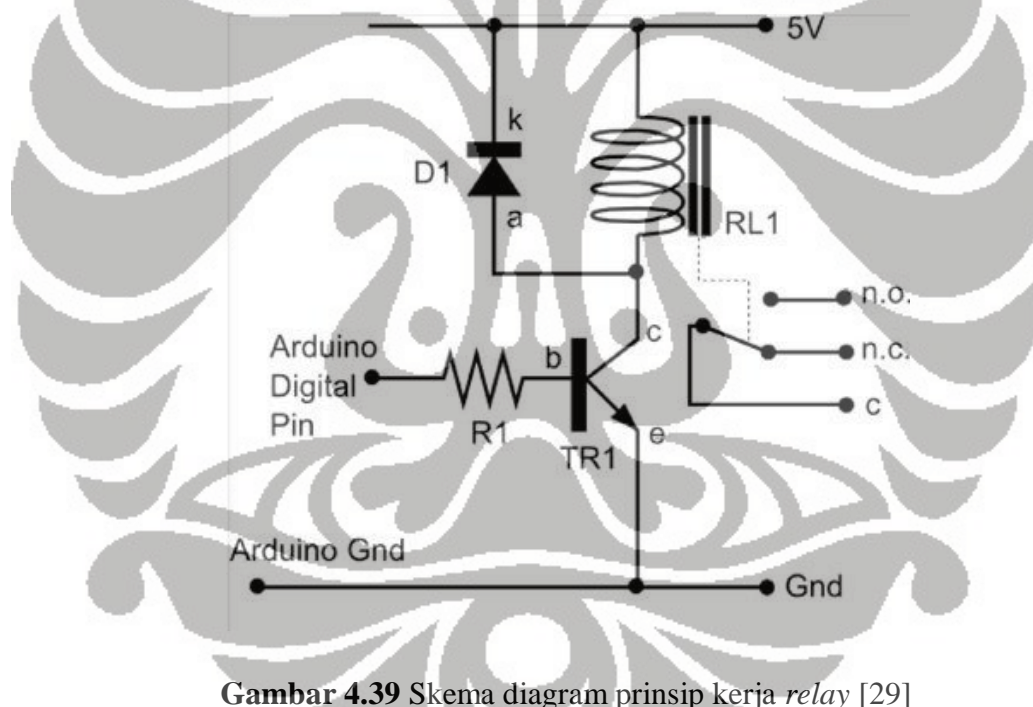 5V
k
D1
a
RL1
n.o.
c
Arduino
Digital
Pin
b
n.c.
R1
c
e
TR1
Arduino Gnd
Gnd
Gambar 4.39 Skema diagram prinsip kerja relay [29]